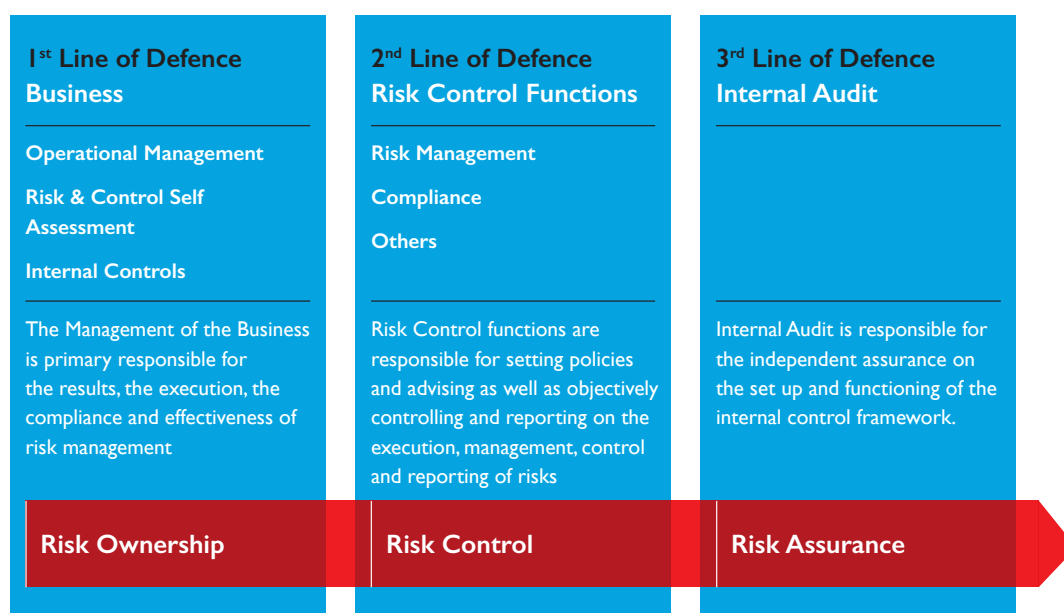 1st Line of Defence
Business
Operational Management
Risk & Control Self
Assessment
Internal Controls
The Management of the Business
is primary responsible for
the results, the execution, the
compliance and effectiveness of
risk management
Risk Ownership
2nd Line of Defence
Risk Control Functions
Risk Management
Compliance
Others
Risk Control functions are
responsible for setting policies
and advising as well as objectively
controlling and reporting on the
execution, management, control
and reporting of risks
Risk Control
3rd Line of Defence
Internal Audit
Internal Audit is responsible for
the independent assurance on
the set up and functioning of the
internal control framework.
Risk Assurance